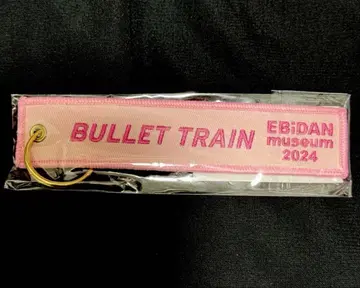 BULLET TRAIN
EBiDAN
museum
2024